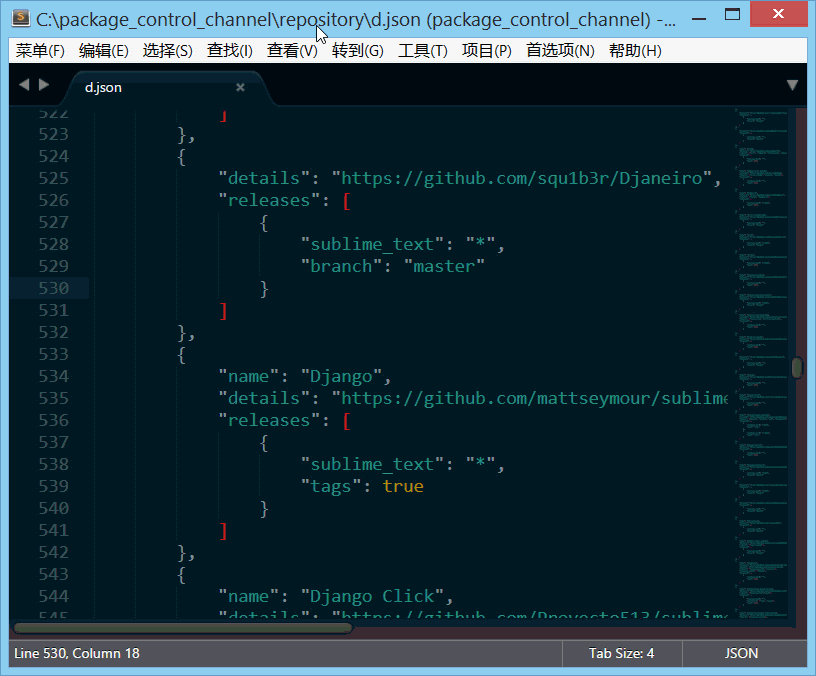 C:\package_control_channel\repository\d.json (package_control_channel) -...
菜单(F) 编辑(E) 选择(S) 查找(I) 查看(V) 转到(G) 工具(T) 项目(P) 首选项(N) 帮助(H)
d.json
522 ]
523 },
524 {
525 "details": "https://github.com/squ1b3r/Djaneiro",
526 "releases": [
527 {
528 "sublime_text": "*",
529 "branch": "master"
530 }
531 ]
532 },
533 {
534 "name": "Django",
535 "details": "https://github.com/mattseymour/sublime
536 "releases": [
537 {
538 "sublime_text": "*",
539 "tags": true
540 }
541 ]
542 },
543 {
544 "name": "Django Click",
545 "details": "https://github.com/Proyecto513/sublime
Line 530, Column 18 Tab Size: 4 JSON